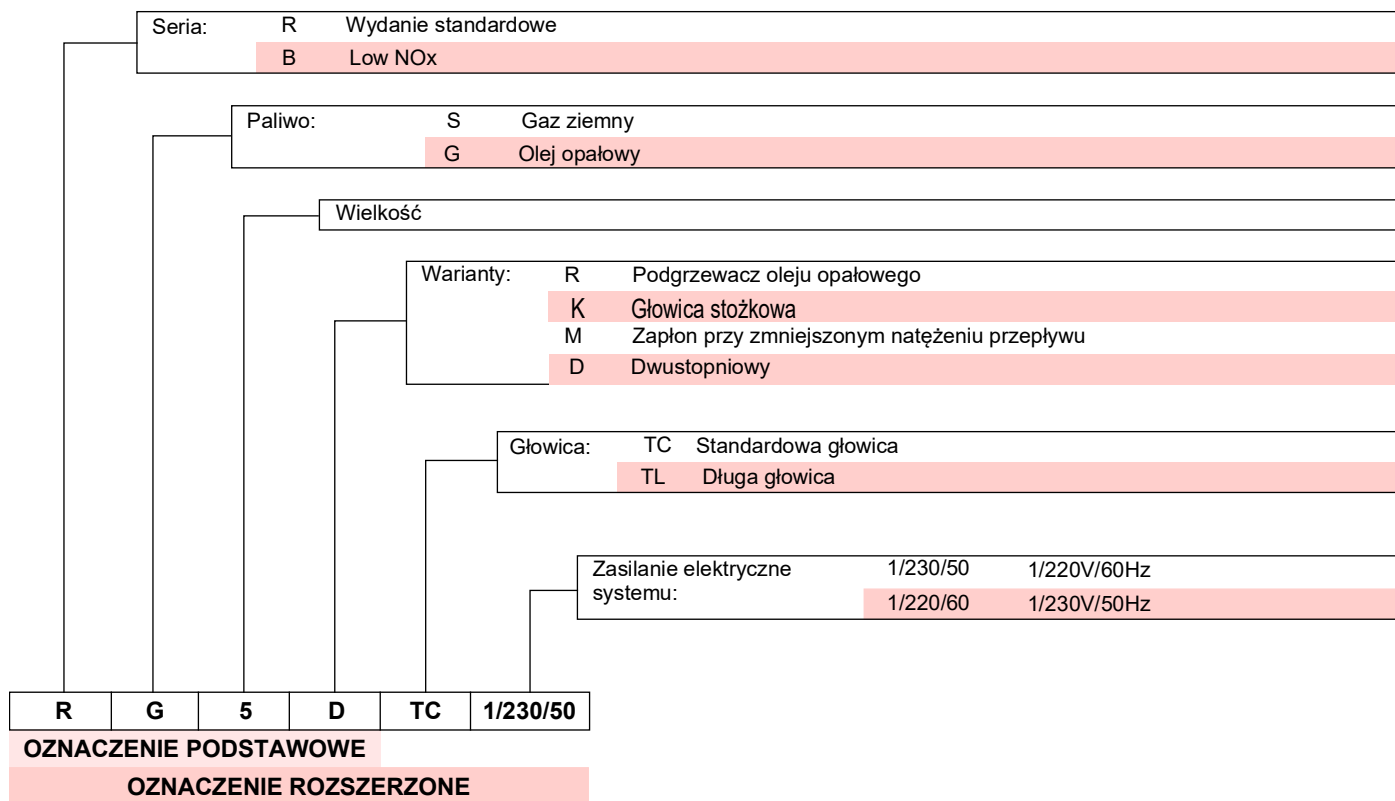 Seria: R Wydanie standardowe
B Low NOx
Paliwo: S Gaz ziemny
G Olej opałowy
Wielkość
Warianty: R Podgrzewacz oleju opałowego
K Głowica stożkowa
M Zapłon przy zmniejszonym natężeniu przepływu
D Dwustopniowy
Głowica: TC Standardowa głowica
TL Długa głowica
Zasilanie elektryczne 1/230/50 1/220V/60Hz
systemu: 1/220/60 1/230V/50Hz
R G 5 D TC 1/230/50
OZNACZENIE PODSTAWOWE
OZNACZENIE ROZSZERZONE